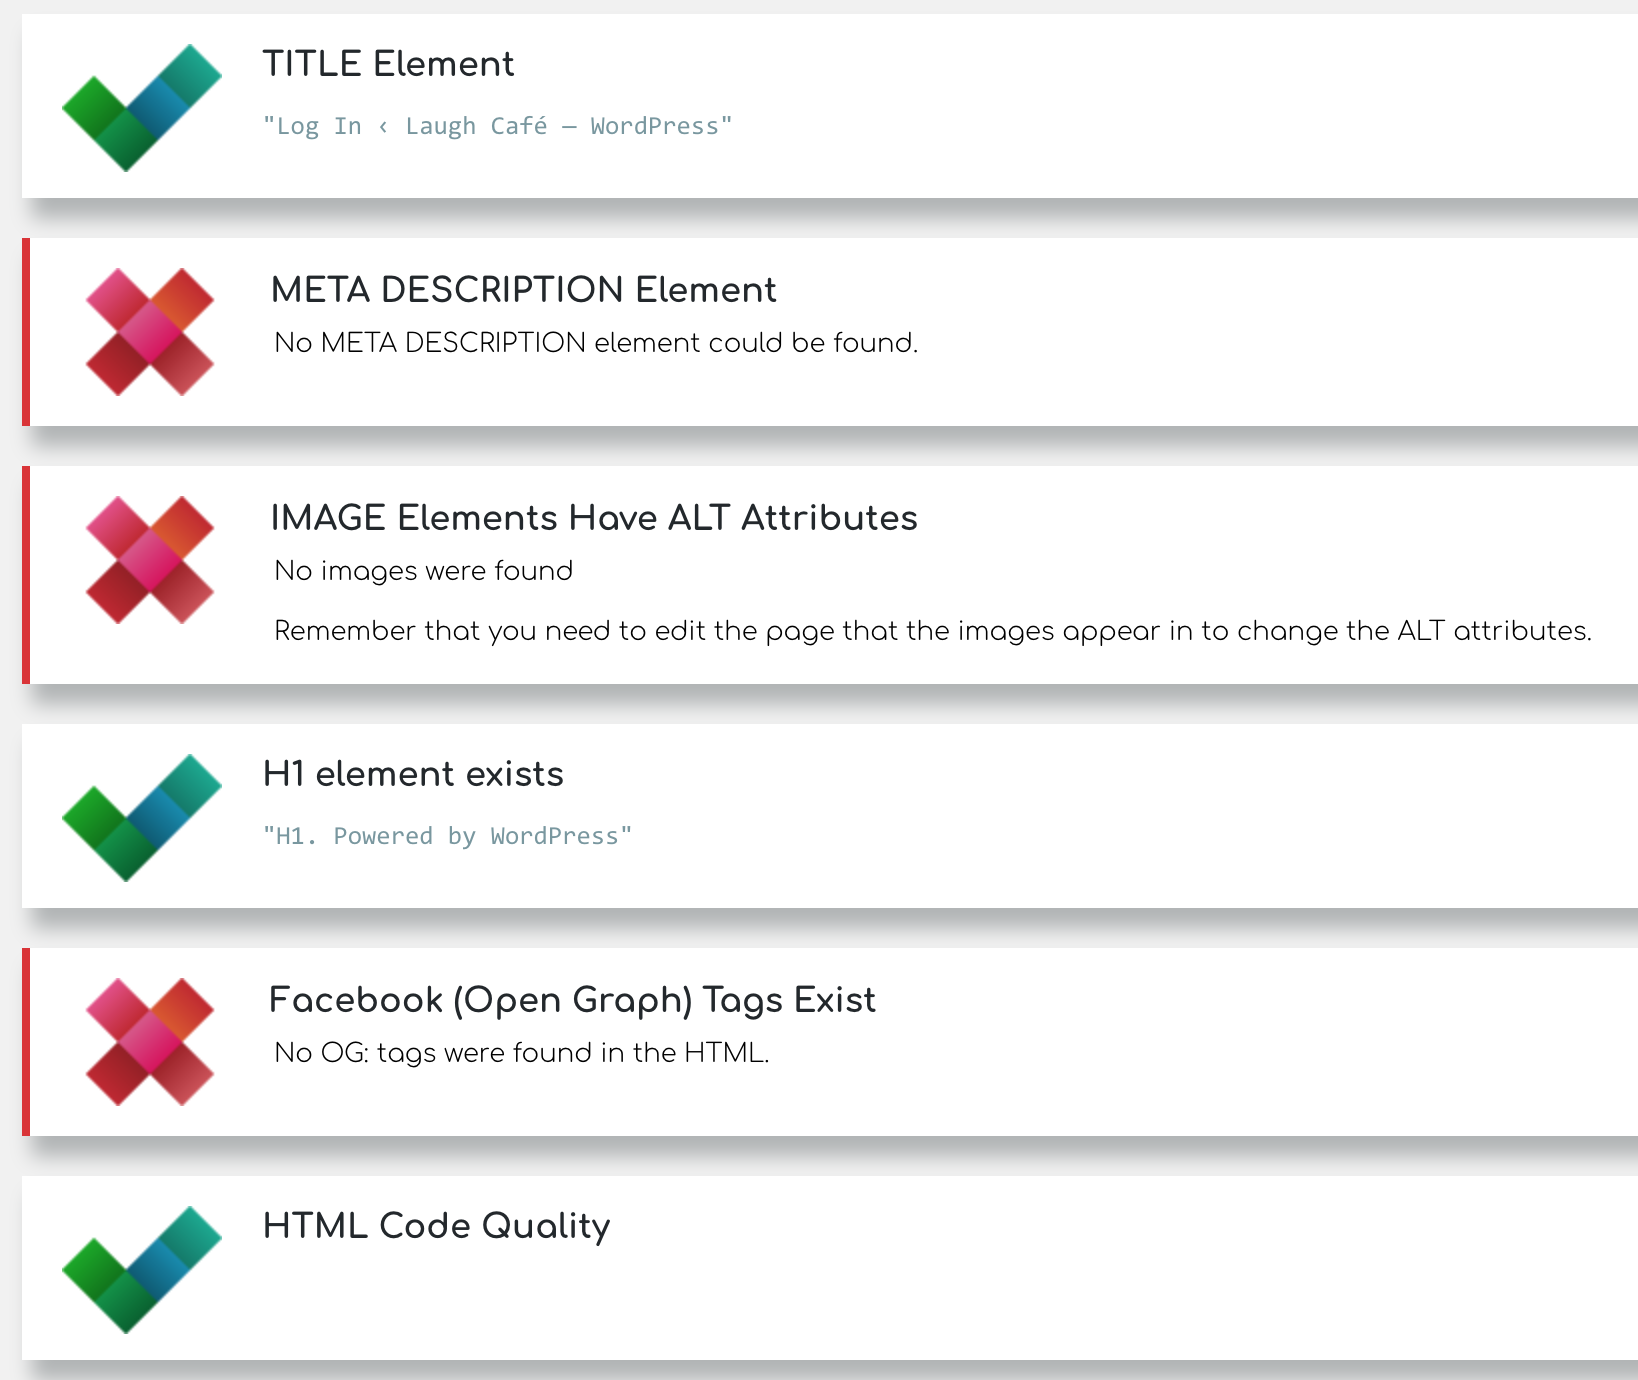 TITLE Element
"Log In ‹ Laugh Café — WordPress"
META DESCRIPTION Element
No META DESCRIPTION element could be found.
IMAGE Elements Have ALT Attributes
No images were found
Remember that you need to edit the page that the images appear in to change the ALT attributes.
H1 element exists
"H1. Powered by WordPress"
Facebook (Open Graph) Tags Exist
No OG: tags were found in the HTML.
HTML Code Quality